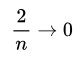 2/n → 0